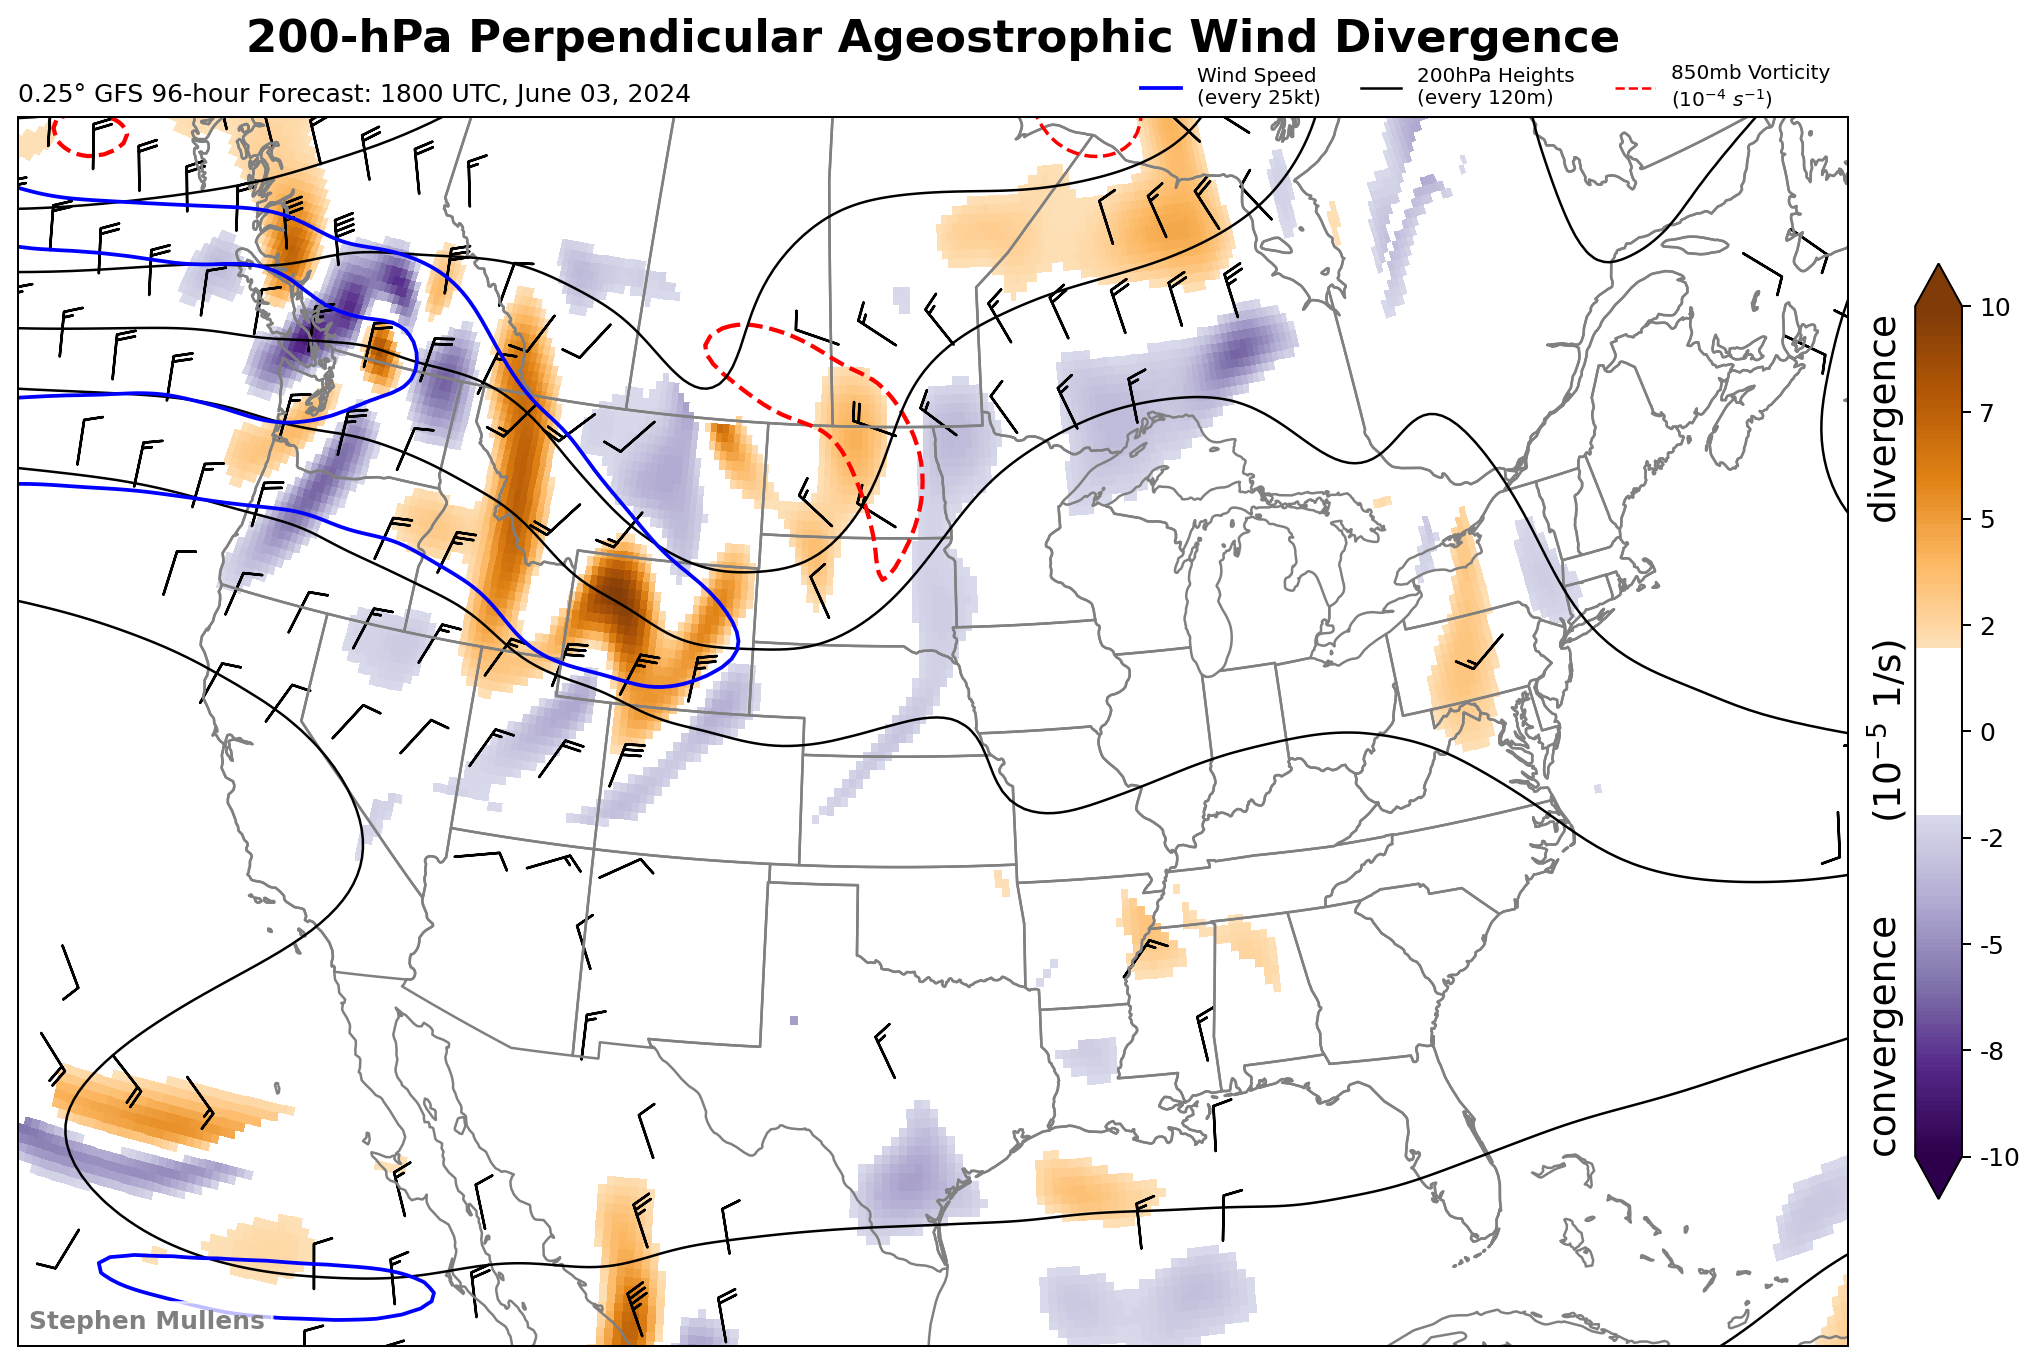 200-hPa Perpendicular Ageostrophic Wind Divergence
0.25° GFS 96-hour Forecast: 1800 UTC, June 03, 2024
Wind Speed
(every 25kt)
200hPa Heights
(every 120m)
850mb Vorticity
(10⁻⁴ s⁻¹)
10
7
5
2
0
-2
-5
-8
-10
convergence (10⁻⁵ 1/s) divergence
Stephen Mullens